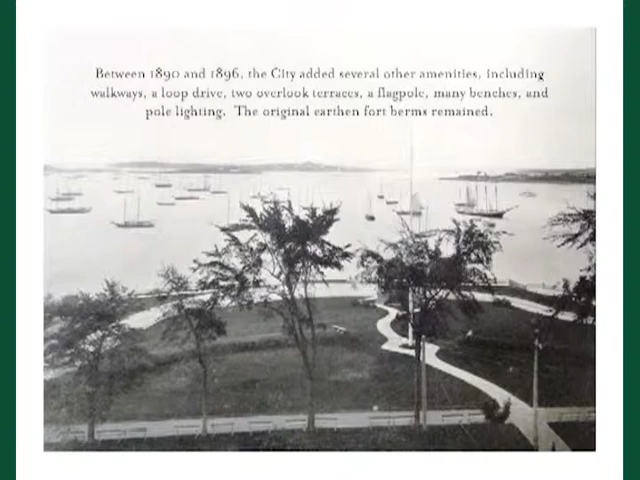 Between 1890 and 1896, the City added several other amenities, including
walkways, a loop drive, two overlook terraces, a flagpole, many benches, and
pole lighting. The original earthen fort berms remained.